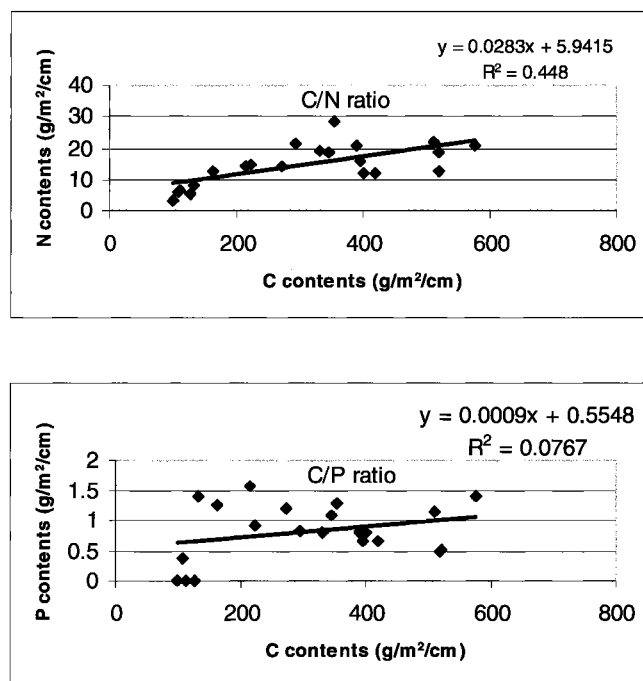 y = 0.0283x + 5.9415
R² = 0.448
C/N ratio
40
30
20
10
0
N contents (g/m²/cm)
0 200 400 600 800
C contents (g/m²/cm)
y = 0.0009x + 0.5548
R² = 0.0767
C/P ratio
2
1.5
1
0.5
0
P contents (g/m²/cm)
0 200 400 600 800
C contents (g/m²/cm)